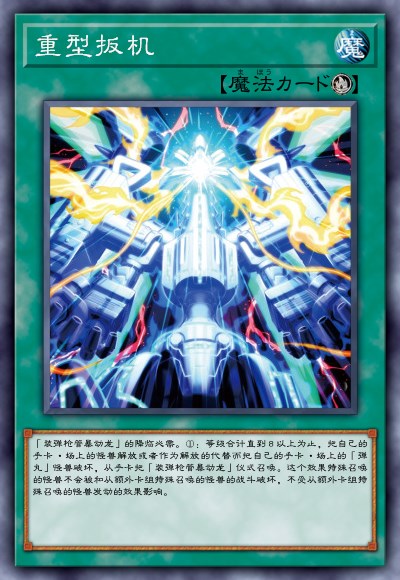 重型扳机
魔
【魔法カード】
まほう
「装弹枪管暴动龙」的降临必需。①：等级合计直到8以上为止，把自己的
手卡·场上的怪兽解放或者作为解放的代替而把自己的手卡·场上的「弹
丸」怪兽破坏，从手卡把「装弹枪管暴动龙」仪式召唤。这个效果特殊召唤
的怪兽不会被和从额外卡组特殊召唤的怪兽的战斗破坏，不受从额外卡组特
殊召唤的怪兽发动的效果影响。